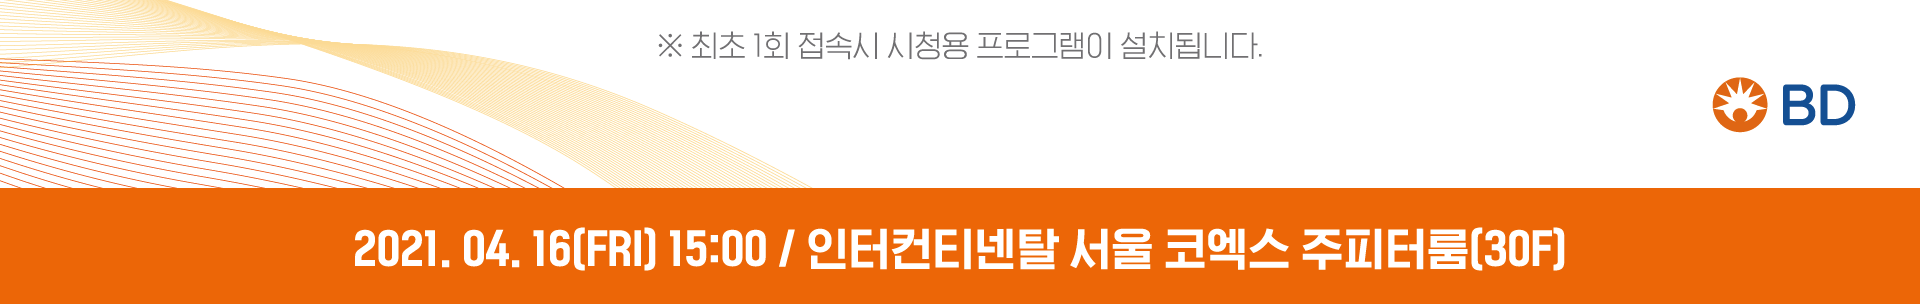 ※ 최초 1회 접속시 시청용 프로그램이 설치됩니다.
BD
2021. 04. 16(FRI) 15:00 / 인터컨티넨탈 서울 코엑스 주피터룸(30F)